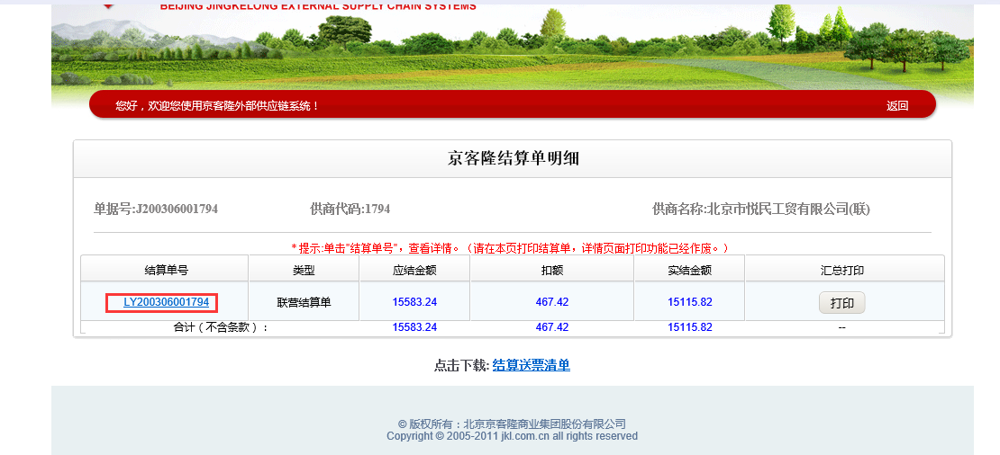 BEIJING JINGKELONG EXTERNAL SUPPLY CHAIN SYSTEMS
您好，欢迎您使用京客隆外部供应链系统！ 返回
京客隆结算单明细
单据号:J200306001794 供商代码:1794 供商名称:北京市悦民工贸有限公司(联)
*提示:单击"结算单号"，查看详情。（请在本页打印结算单，详情页面打印功能已经作废。）
结算单号 类型 应结金额 扣额 实结金额 汇总打印
LY200306001794 联营结算单 15583.24 467.42 15115.82 打印
合计（不含条款）： 15583.24 467.42 15115.82 --
点击下载: 结算送票清单
© 版权所有：北京京客隆商业集团股份有限公司
Copyright © 2005-2011 jkl.com.cn all rights reserved